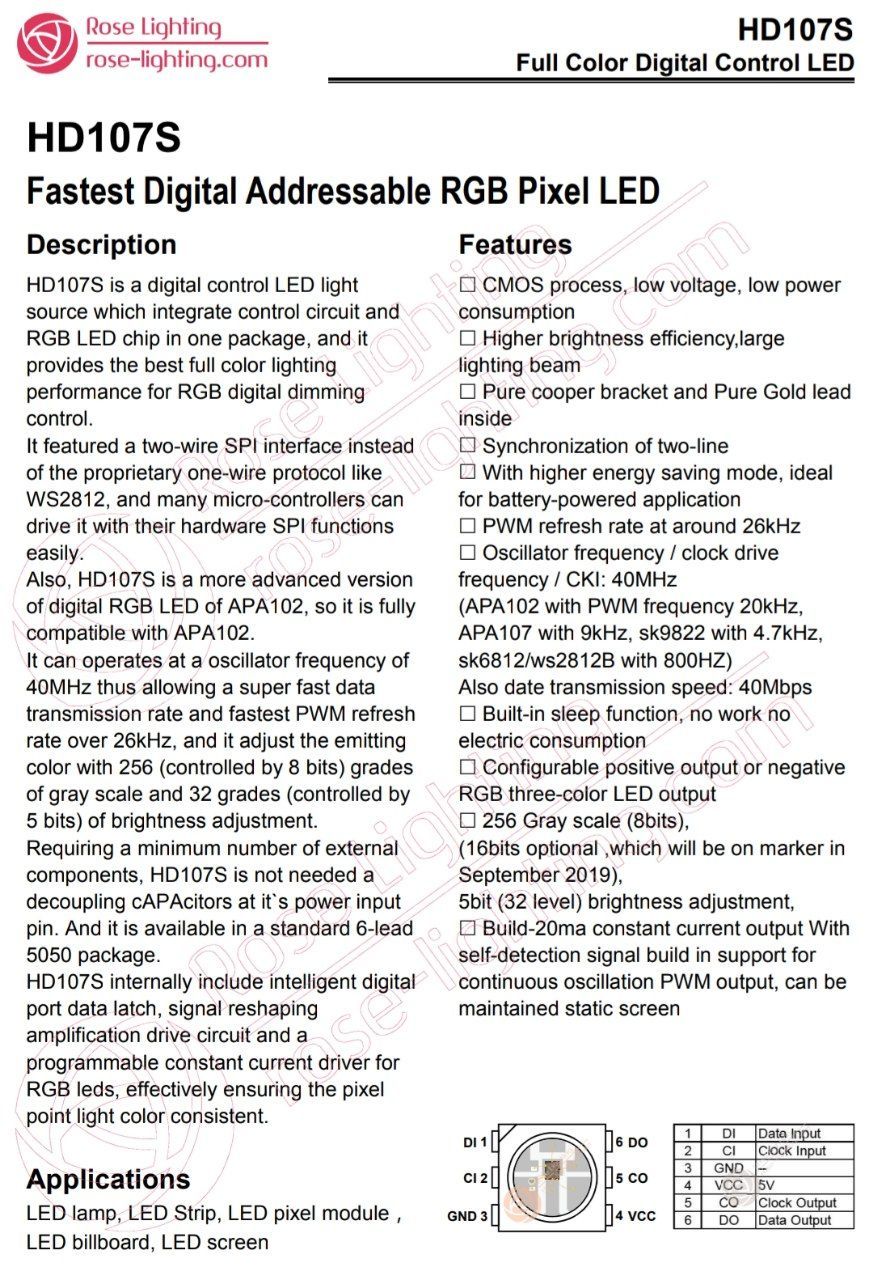 Rose Lighting
rose-lighting.com
HD107S
Full Color Digital Control LED
HD107S
Fastest Digital Addressable RGB Pixel LED
Description
HD107S is a digital control LED light
source which integrate control circuit and
RGB LED chip in one package, and it
provides the best full color lighting
performance for RGB digital dimming
control.
It featured a two-wire SPI interface instead
of the proprietary one-wire protocol like
WS2812, and many micro-controllers can
drive it with their hardware SPI functions
easily.
Also, HD107S is a more advanced version
of digital RGB LED of APA102, so it is fully
compatible with APA102.
It can operates at a oscillator frequency of
40MHz thus allowing a super fast data
transmission rate and fastest PWM refresh
rate over 26kHz, and it adjust the emitting
color with 256 (controlled by 8 bits) grades
of gray scale and 32 grades (controlled by
5 bits) of brightness adjustment.
Requiring a minimum number of external
components, HD107S is not needed a
decoupling cAPAcitors at it`s power input
pin. And it is available in a standard 6-lead
5050 package.
HD107S internally include intelligent digital
port data latch, signal reshaping
amplification drive circuit and a
programmable constant current driver for
RGB leds, effectively ensuring the pixel
point light color consistent.
Applications
LED lamp, LED Strip, LED pixel module ,
LED billboard, LED screen
Features
□ CMOS process, low voltage, low power
consumption
□ Higher brightness efficiency,large
lighting beam
□ Pure cooper bracket and Pure Gold lead
inside
□ Synchronization of two-line
□ With higher energy saving mode, ideal
for battery-powered application
□ PWM refresh rate at around 26kHz
□ Oscillator frequency / clock drive
frequency / CKI: 40MHz
(APA102 with PWM frequency 20kHz,
APA107 with 9kHz, sk9822 with 4.7kHz,
sk6812/ws2812B with 800HZ)
Also date transmission speed: 40Mbps
□ Built-in sleep function, no work no
electric consumption
□ Configurable positive output or negative
RGB three-color LED output
□ 256 Gray scale (8bits),
(16bits optional ,which will be on marker in
September 2019),
5bit (32 level) brightness adjustment,
□ Build-20ma constant current output With
self-detection signal build in support for
continuous oscillation PWM output, can be
maintained static screen
DI 1 6 DO
CI 2 5 CO
GND 3 4 VCC
1 DI Data Input
2 CI Clock Input
3 GND --
4 VCC 5V
5 CO Clock Output
6 DO Data Output
Rose Lighting
rose-lighting.com
Rose Lighting
rose-lighting.com